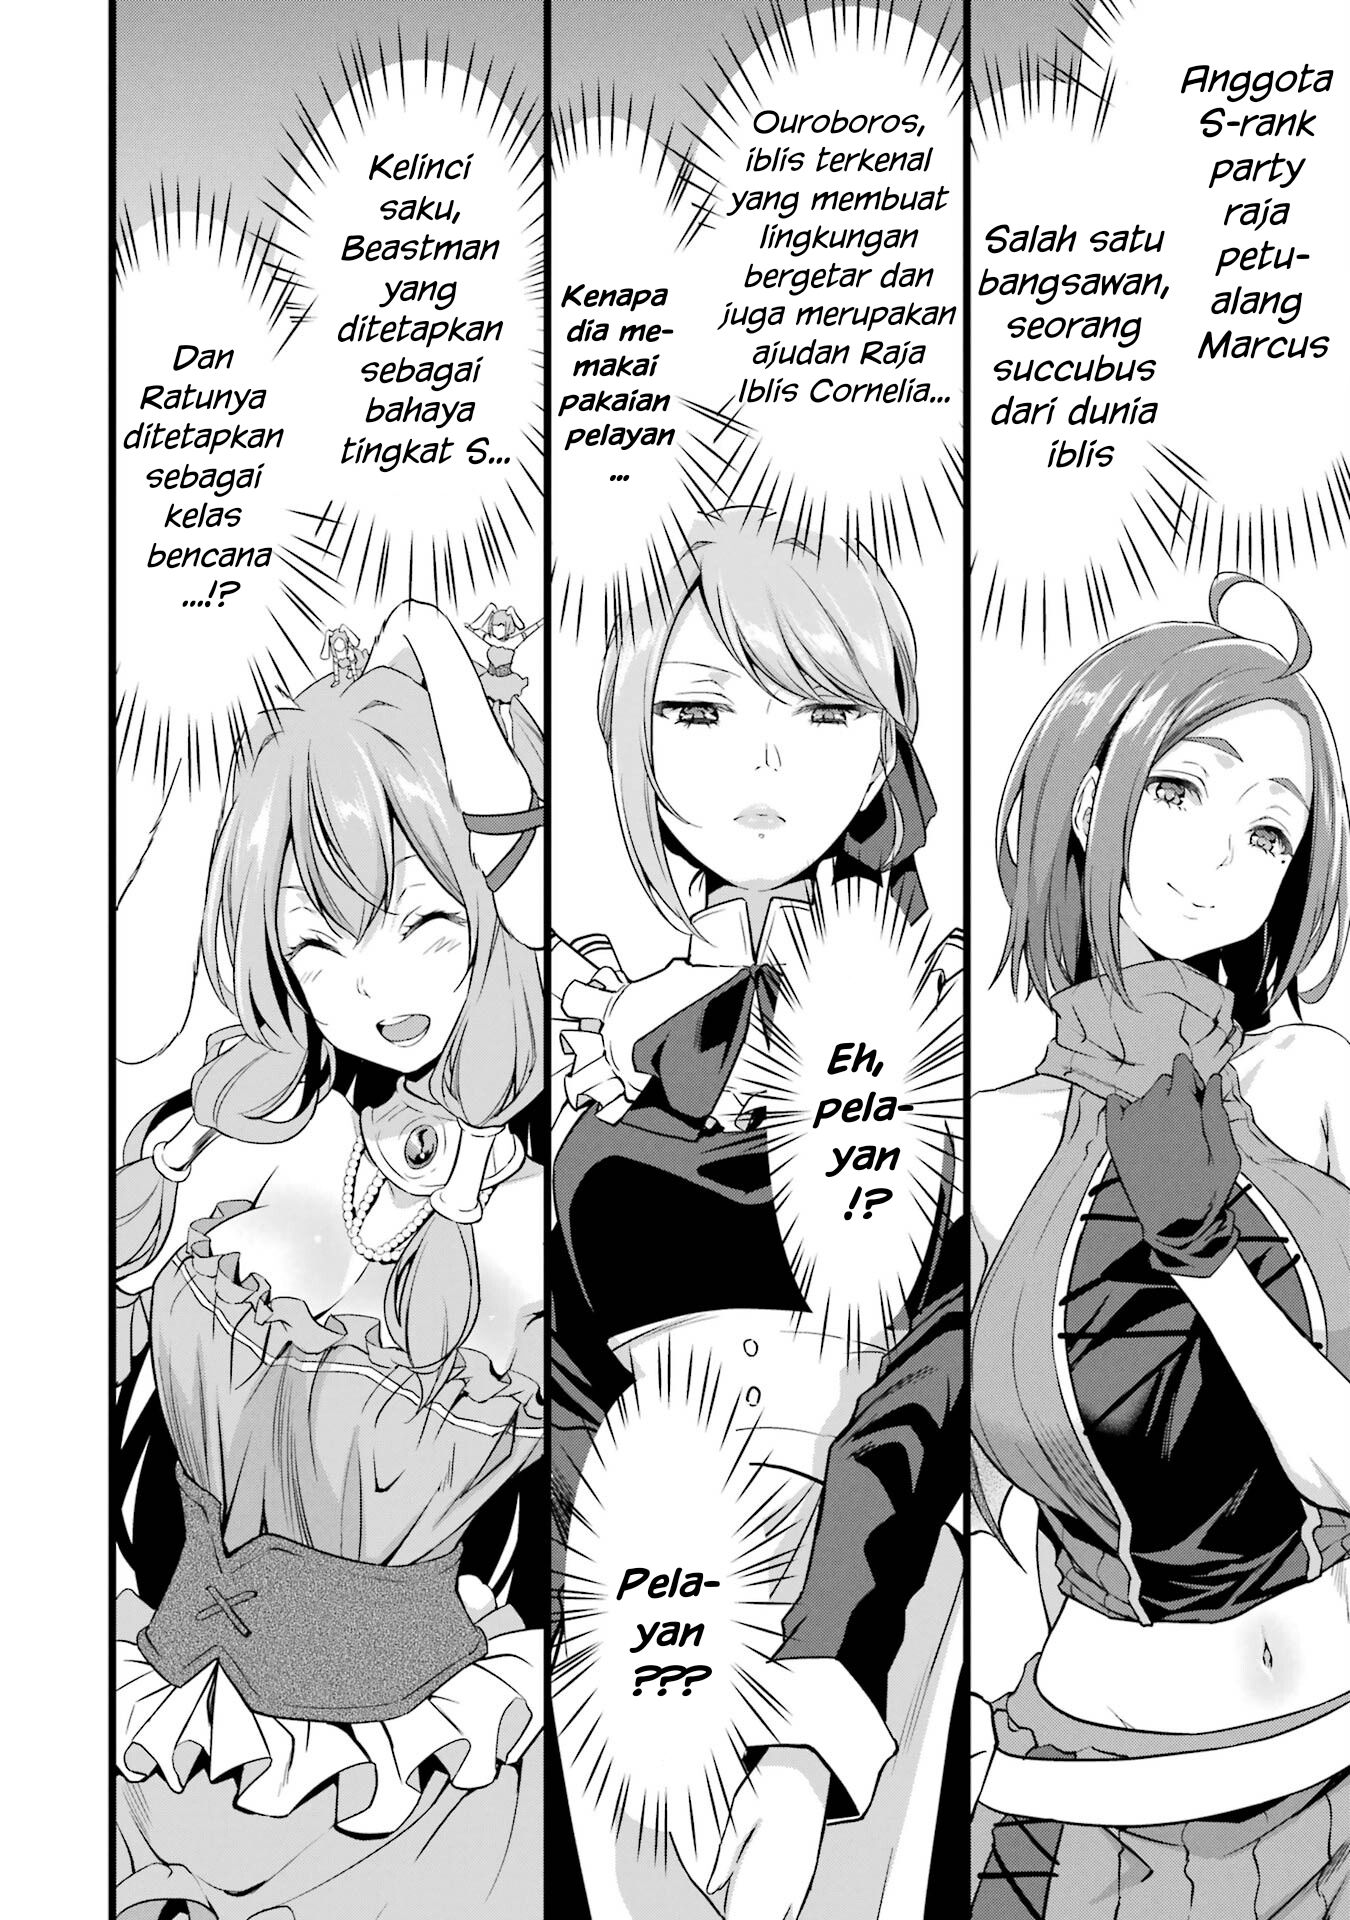 Anggota
S-rank
party
raja
petu-
alang
Marcus
Salah satu
bangsawan,
seorang
succubus
dari dunia
iblis
Ouroboros,
iblis terkenal
yang membuat
lingkungan
bergetar dan
juga merupakan
ajudan Raja
Iblis Cornelia...
Kenapa
dia me-
makai
pakaian
pelayan
...
Eh,
pela-
yan
!?
Pela-
yan
???
Kelinci
saku,
Beastman
yang
ditetapkan
sebagai
bahaya
tingkat S...
Dan
Ratunya
ditetapkan
sebagai
kelas
bencana
....!?